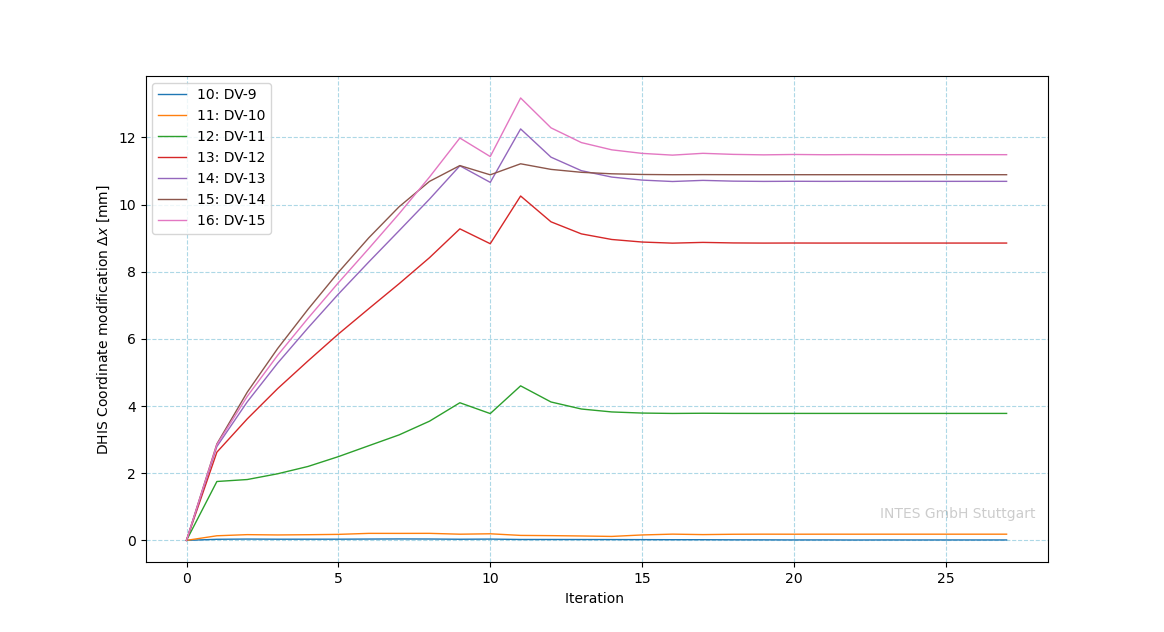 10: DV-9
11: DV-10
12: DV-11
13: DV-12
14: DV-13
15: DV-14
16: DV-15
DHIS Coordinate modification Δx [mm]
12
10
8
6
4
2
0
INTES GmbH Stuttgart
0 5 10 15 20 25
Iteration